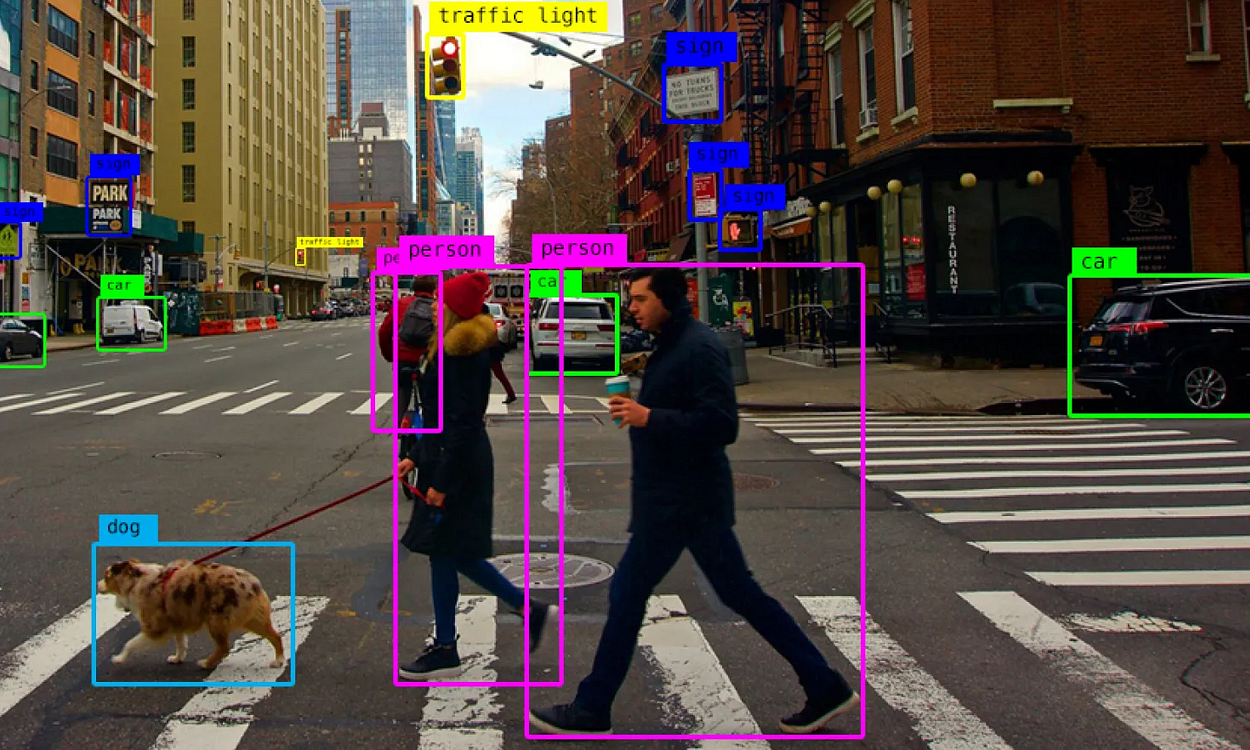 traffic light
sign
NO TURNS
FOR TRUCKS
THIS BLOCK
sign
sign
PARK
PARK
sign
sign
traffic light
PARK
RESTAURANT
person
person
car
car
car
dog